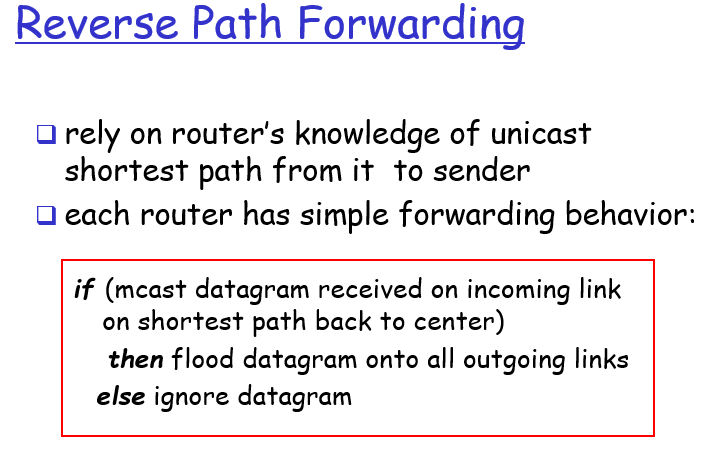 Reverse Path Forwarding
rely on router's knowledge of unicast
shortest path from it to sender
each router has simple forwarding behavior:
if (mcast datagram received on incoming link
on shortest path back to center)
then flood datagram onto all outgoing links
else ignore datagram